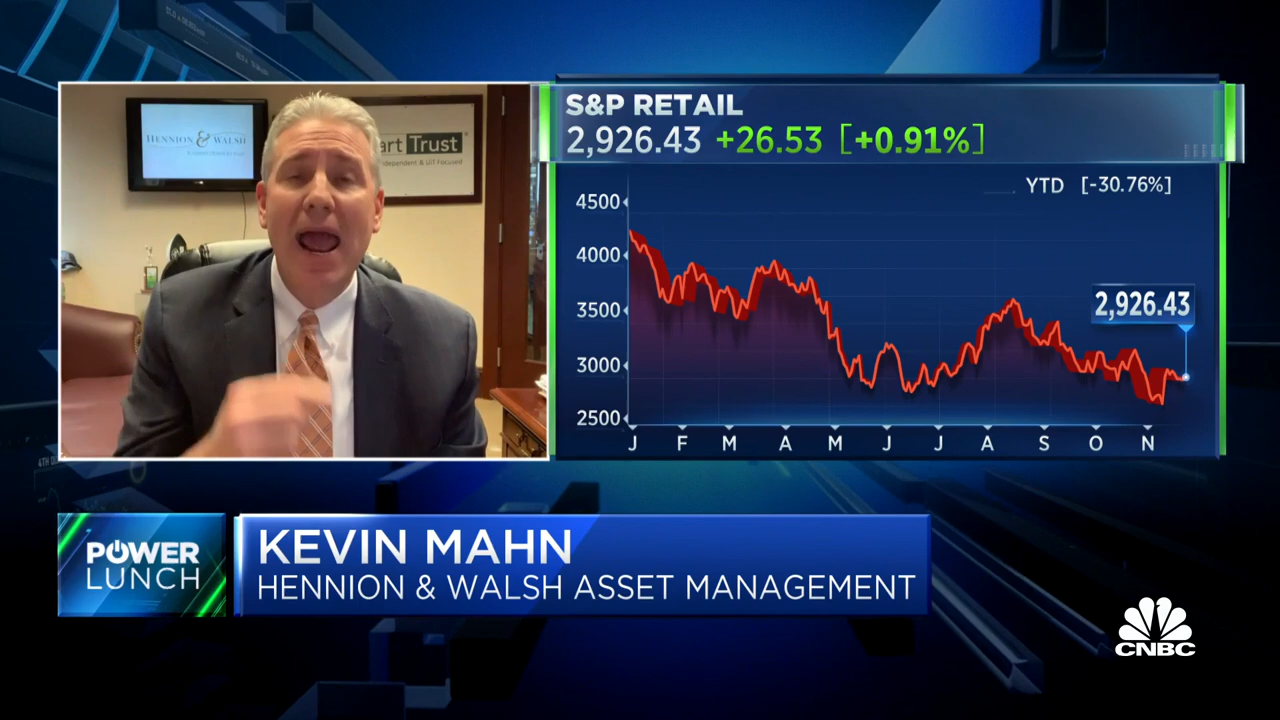 HENNION & WALSH
art Trust
ndependent & UIT Focused
S&P RETAIL
2,926.43 +26.53 [+0.91%]
YTD [-30.76%]
4500
4000
3500
3000
2500
2,926.43
J F M A M J J A S O N
POWER
LUNCH
KEVIN MAHN
HENNION & WALSH ASSET MANAGEMENT
CNBC